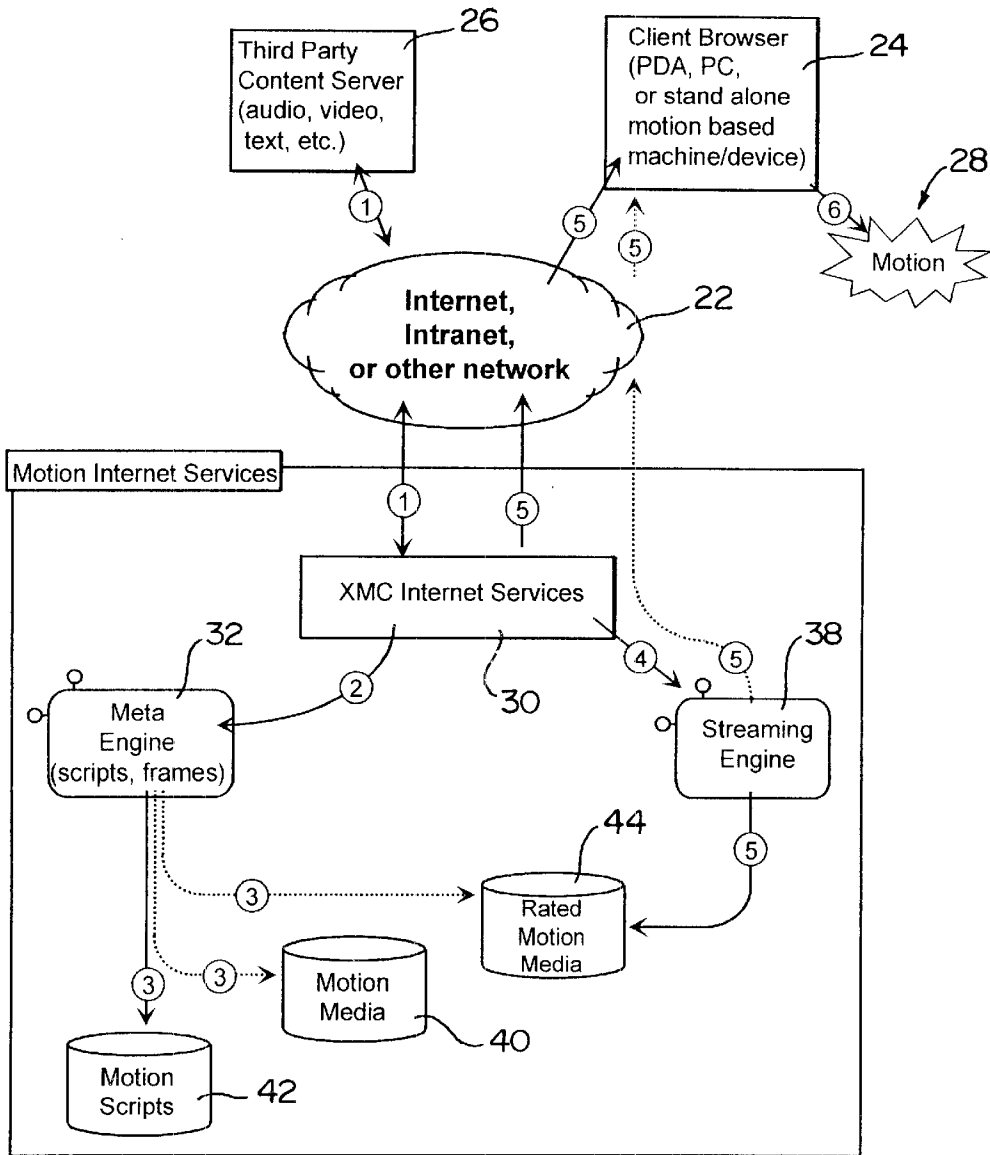 26
Third Party
Content Server
(audio, video,
text, etc.)
Client Browser
(PDA, PC,
or stand alone
motion based
machine/device)
24
28
1
5
5
6
Motion
Internet,
Intranet,
or other network
22
Motion Internet Services
1
5
XMC Internet Services
30
32
2
4
5
38
Meta
Engine
(scripts, frames)
Streaming
Engine
44
5
3
Rated
Motion
Media
3
3
Motion
Media
40
Motion
Scripts
42